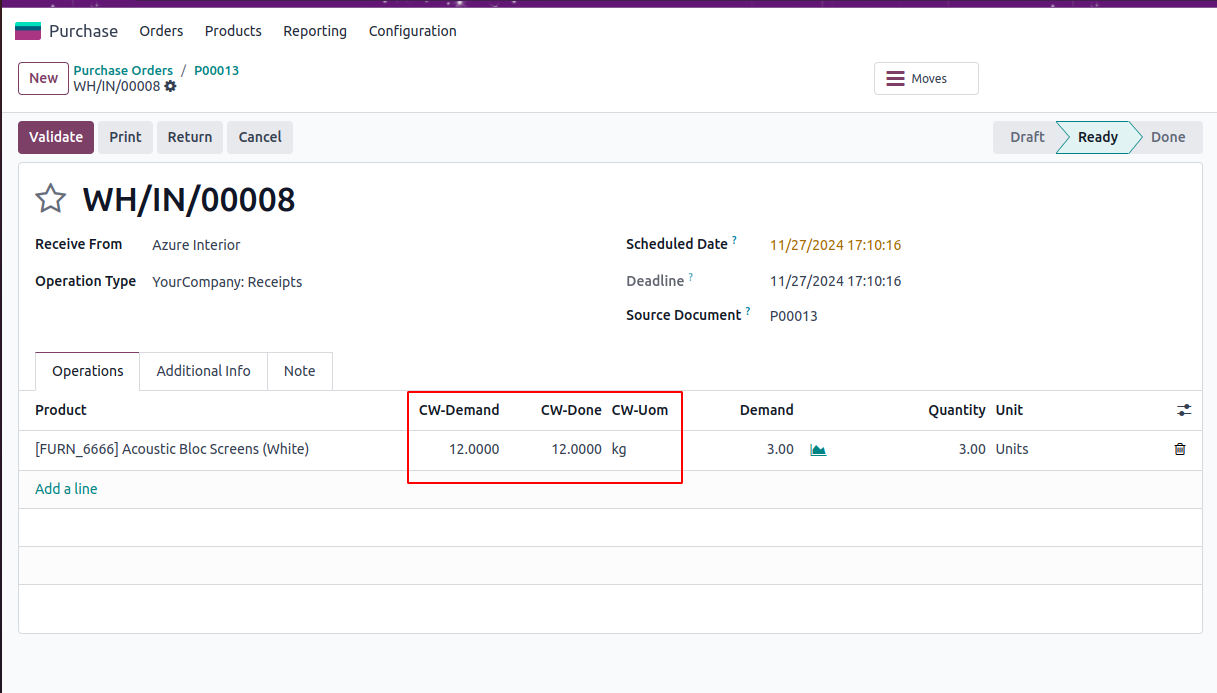 Purchase Orders Products Reporting Configuration
New
Purchase Orders / P00013
WH/IN/00008
Moves
Validate Print Return Cancel
Draft Ready Done
WH/IN/00008
Receive From Azure Interior
Scheduled Date ? 11/27/2024 17:10:16
Operation Type YourCompany: Receipts
Deadline ? 11/27/2024 17:10:16
Source Document ? P00013
Operations Additional Info Note
Product CW-Demand CW-Done CW-Uom Demand Quantity Unit
[FURN_6666] Acoustic Bloc Screens (White) 12.0000 12.0000 kg 3.00 3.00 Units
Add a line